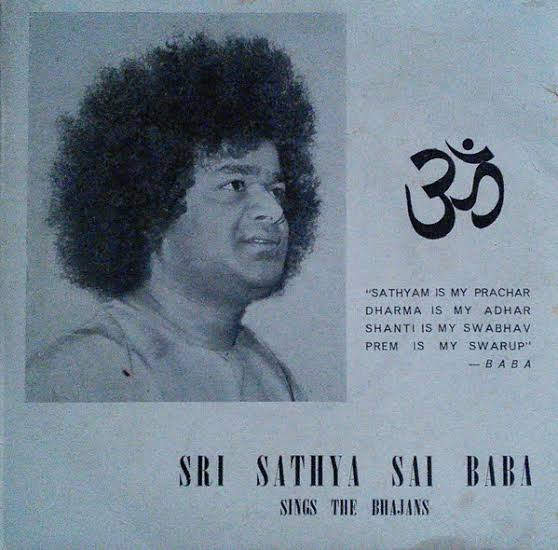 ॐ
"SATHYAM IS MY PRACHAR
DHARMA IS MY ADHAR
SHANTI IS MY SWABHAV
PREM IS MY SWARUP"
—BABA
SRI SATHYA SAI BABA
SINGS THE BHAJANS